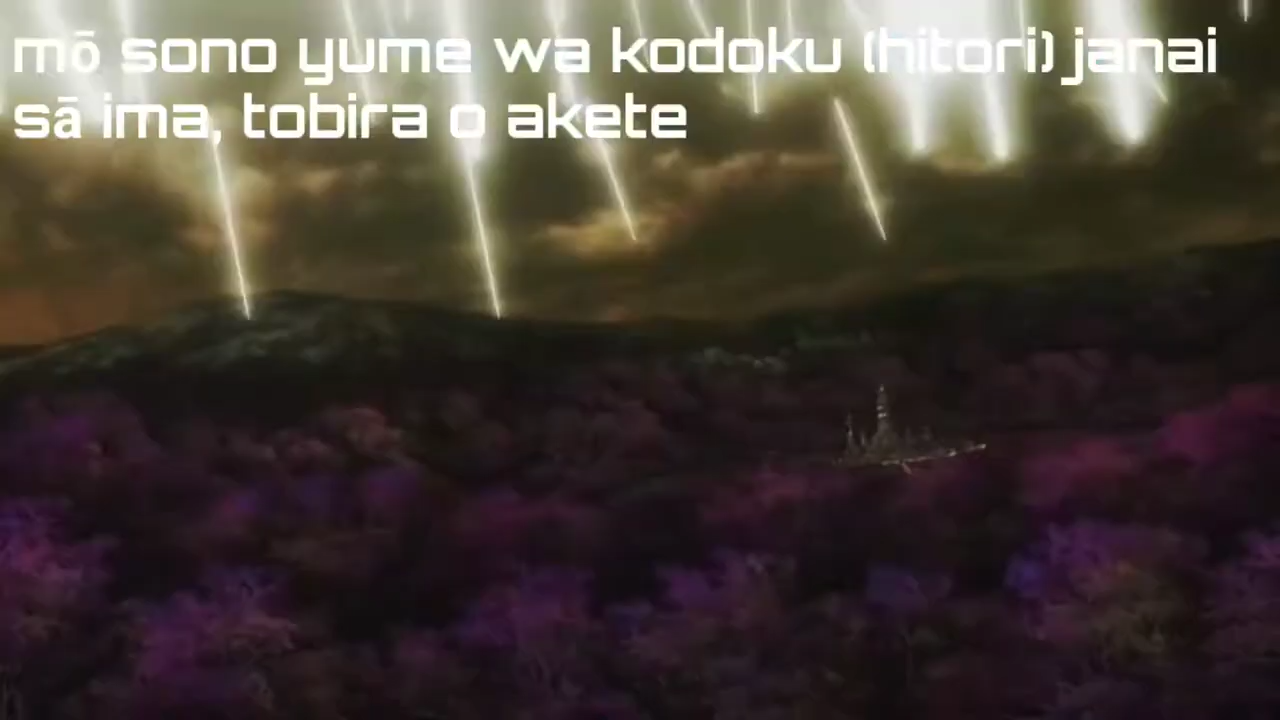 mō sono yume wa kodoku (hitori) janai
sā ima, tobira o akete